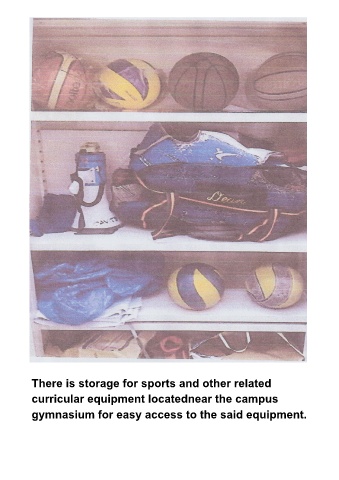 There is storage for sports and other related
curricular equipment locatednear the campus
gymnasium for easy access to the said equipment.